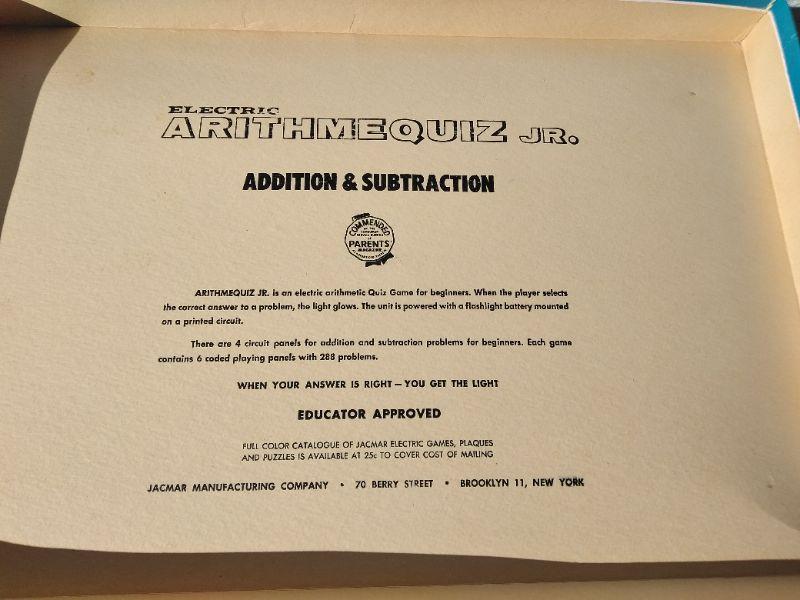 ELECTRIC
ARITHMEQUIZ JR.
ADDITION & SUBTRACTION
COMMENDED
PARENTS
MAGAZINE
ARITHMEQUIZ JR. is an electric arithmetic Quiz Game for beginners. When the player selects
the correct answer to a problem, the light glows. The unit is powered with a flashlight battery mounted
on a printed circuit.
There are 4 circuit panels for addition and subtraction problems for beginners. Each game
contains 6 coded playing panels with 288 problems.
WHEN YOUR ANSWER IS RIGHT — YOU GET THE LIGHT
EDUCATOR APPROVED
FULL COLOR CATALOGUE OF JACMAR ELECTRIC GAMES, PLAQUES
AND PUZZLES IS AVAILABLE AT 25c TO COVER COST OF MAILING
JACMAR MANUFACTURING COMPANY • 70 BERRY STREET • BROOKLYN 11, NEW YORK